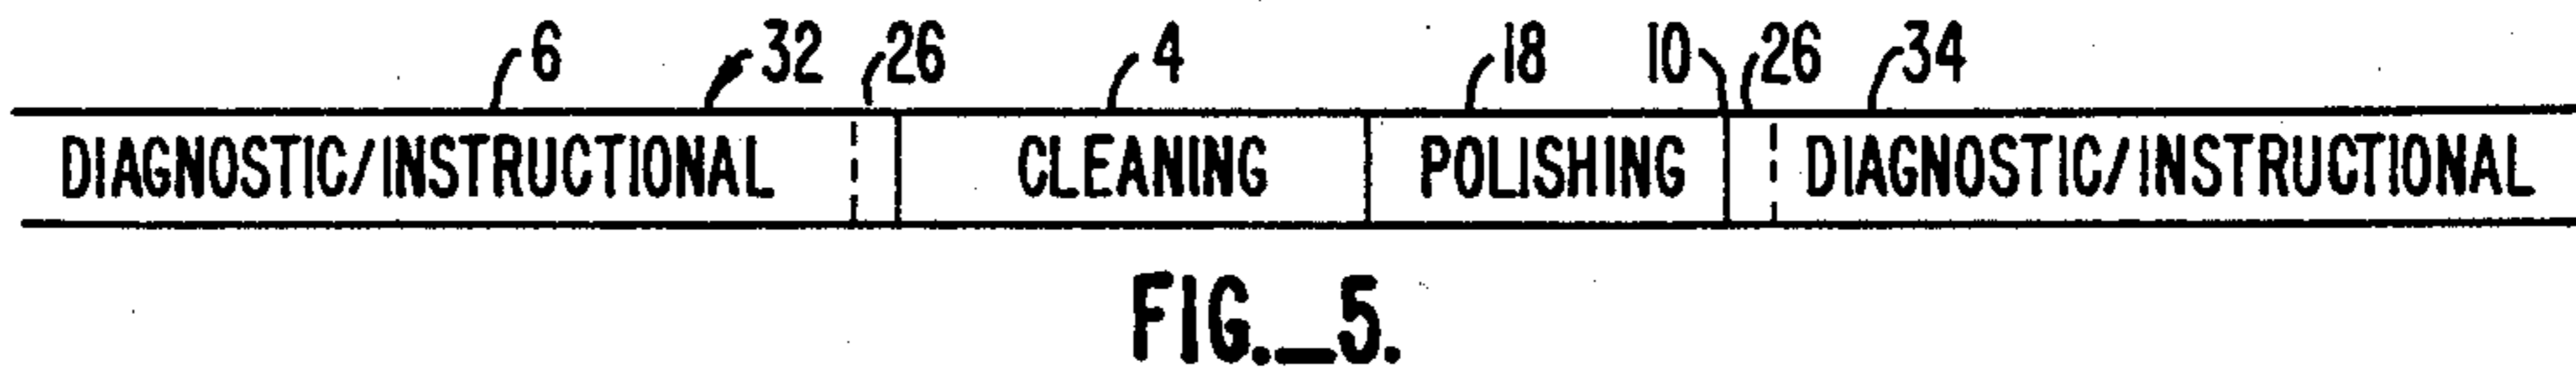 6 32 26 4 18 10 26 34
DIAGNOSTIC/INSTRUCTIONAL CLEANING POLISHING DIAGNOSTIC/INSTRUCTIONAL
FIG._5.